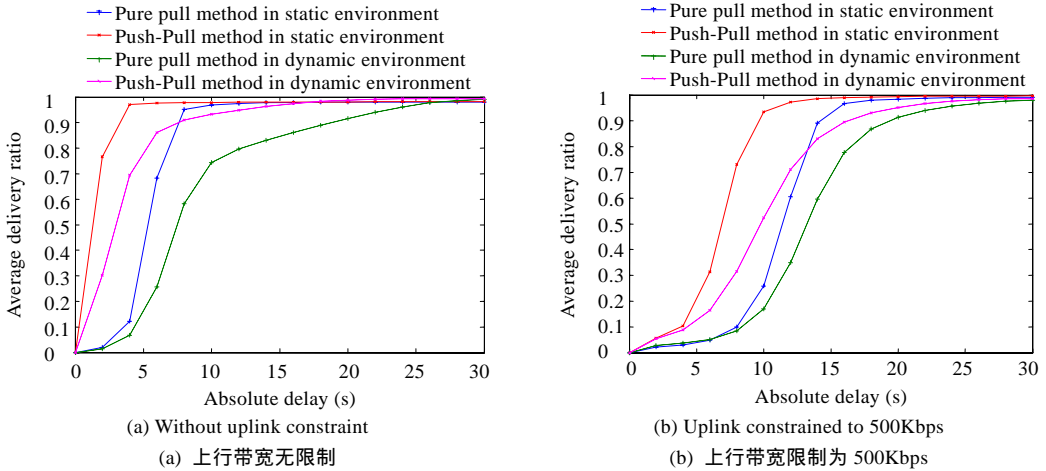 Pure pull method in static environment
Push-Pull method in static environment
Pure pull method in dynamic environment
Push-Pull method in dynamic environment
1
0.9
0.8
0.7
0.6
0.5
0.4
0.3
0.2
0.1
0
Average delivery ratio
0 5 10 15 20 25 30
Absolute delay (s)
(a) Without uplink constraint
(a) 上行带宽无限制
Pure pull method in static environment
Push-Pull method in static environment
Pure pull method in dynamic environment
Push-Pull method in dynamic environment
1
0.9
0.8
0.7
0.6
0.5
0.4
0.3
0.2
0.1
0
Average delivery ratio
0 5 10 15 20 25 30
Absolute delay (s)
(b) Uplink constrained to 500Kbps
(b) 上行带宽限制为 500Kbps